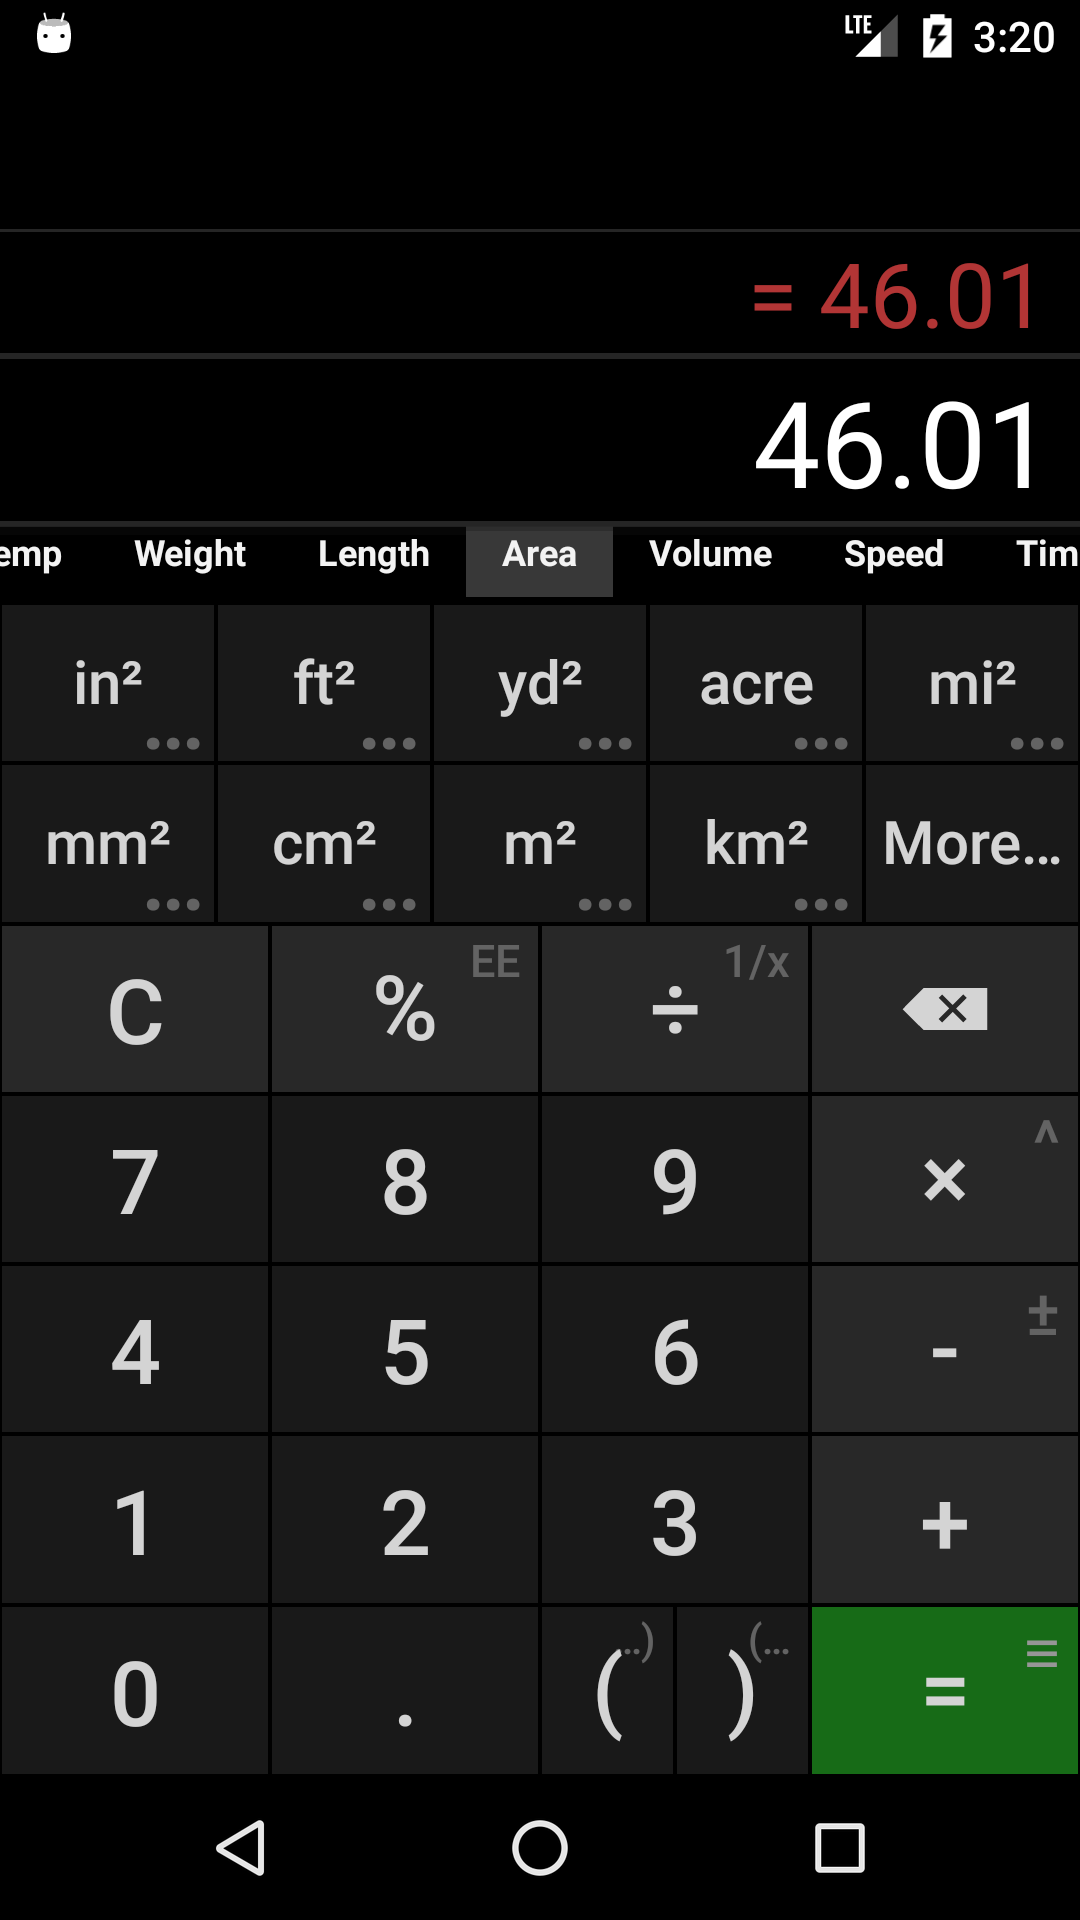 LTE 3:20
= 46.01
46.01
emp Weight Length Area Volume Speed Tim
in² ft² yd² acre mi²
mm² cm² m² km² More...
C % EE ÷ 1/x
7 8 9 × ^
4 5 6 - ±
1 2 3 +
0 . ( ..) ) (... =